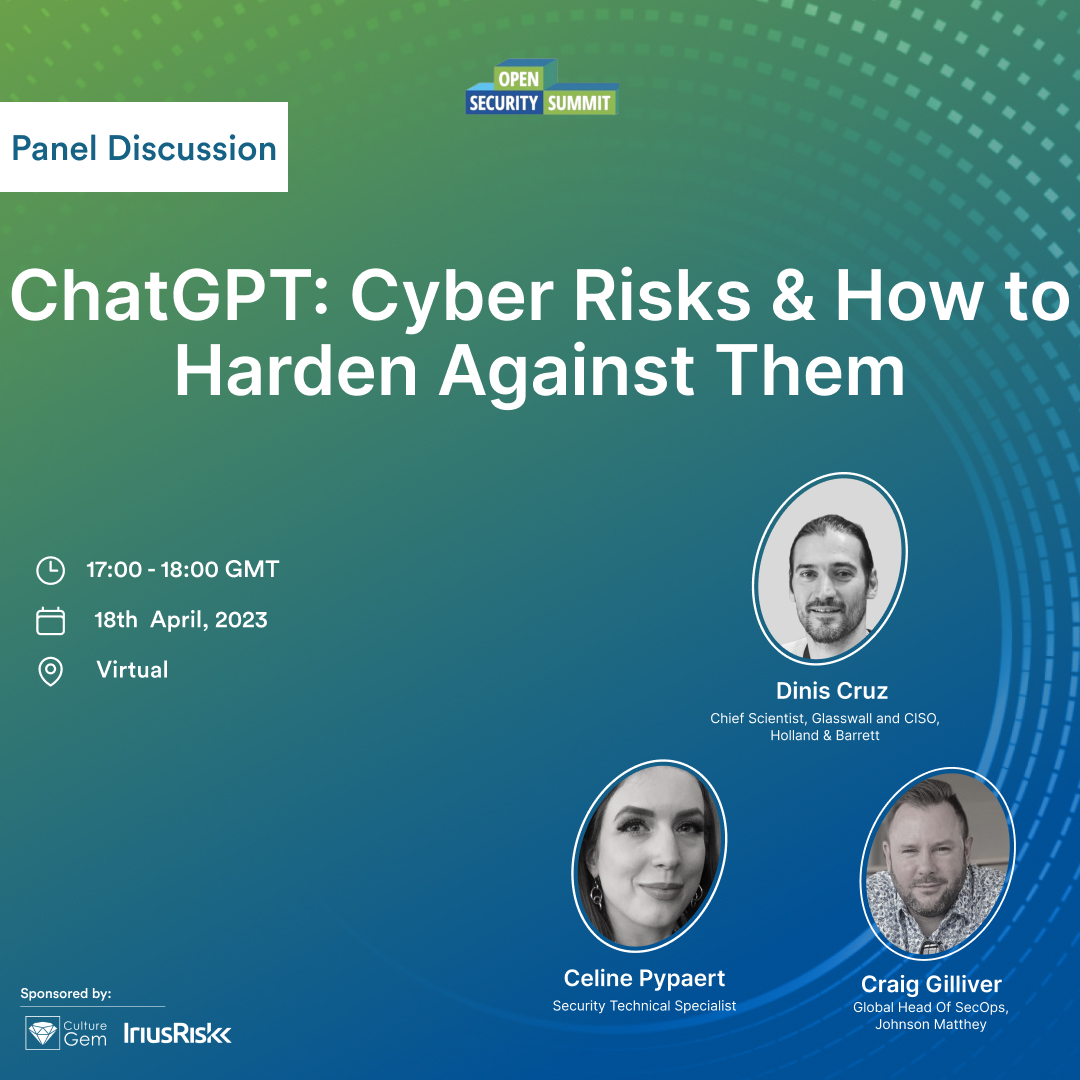 OPEN
SECURITY SUMMIT
Panel Discussion
ChatGPT: Cyber Risks & How to
Harden Against Them
17:00 - 18:00 GMT
18th April, 2023
Virtual
Dinis Cruz
Chief Scientist, Glasswall and CISO,
Holland & Barrett
Celine Pypaert
Security Technical Specialist
Craig Gilliver
Global Head Of SecOps,
Johnson Matthey
Sponsored by:
Culture
Gem
IriusRisk